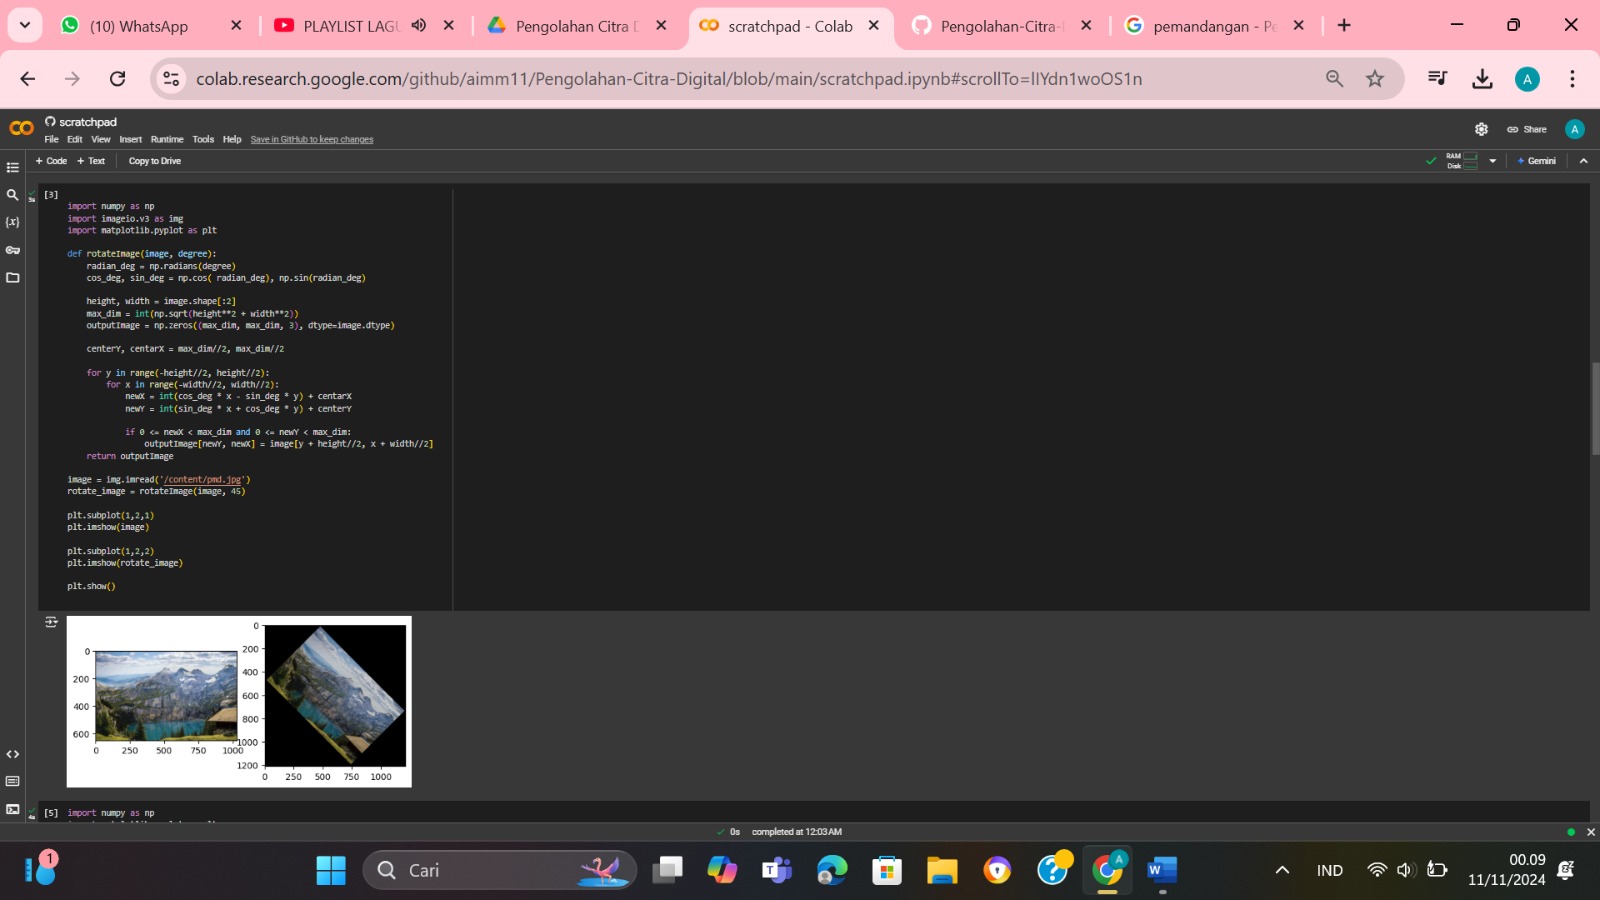 (10) WhatsApp
PLAYLIST LAGU
Pengolahan Citra D
scratchpad - Colab
Pengolahan-Citra-
pemandangan - Pe
colab.research.google.com/github/aimm11/Pengolahan-Citra-Digital/blob/main/scratchpad.ipynb#scrollTo=lIYdn1woOS1n
A
scratchpad
File Edit View Insert Runtime Tools Help Save in GitHub to keep changes
Share
A
+ Code + Text Copy to Drive
RAM
Disk
Gemini
[3]
3s
import numpy as np
import imageio.v3 as img
import matplotlib.pyplot as plt
def rotateImage(image, degree):
radian_deg = np.radians(degree)
cos_deg, sin_deg = np.cos( radian_deg), np.sin(radian_deg)
height, width = image.shape[:2]
max_dim = int(np.sqrt(height**2 + width**2))
outputImage = np.zeros((max_dim, max_dim, 3), dtype=image.dtype)
centerY, centarX = max_dim//2, max_dim//2
for y in range(-height//2, height//2):
for x in range(-width//2, width//2):
newX = int(cos_deg * x - sin_deg * y) + centarX
newY = int(sin_deg * x + cos_deg * y) + centerY
if 0 <= newX < max_dim and 0 <= newY < max_dim:
outputImage[newY, newX] = image[y + height//2, x + width//2]
return outputImage
image = img.imread('/content/pmd.jpg')
rotate_image = rotateImage(image, 45)
plt.subplot(1,2,1)
plt.imshow(image)
plt.subplot(1,2,2)
plt.imshow(rotate_image)
plt.show()
0
200
400
600
0 250 500 750 1000
0
200
400
600
800
1000
1200
0 250 500 750 1000
[5] import numpy as np
4s
0s completed at 12:03 AM
1
Cari
A
IND
00.09
11/11/2024